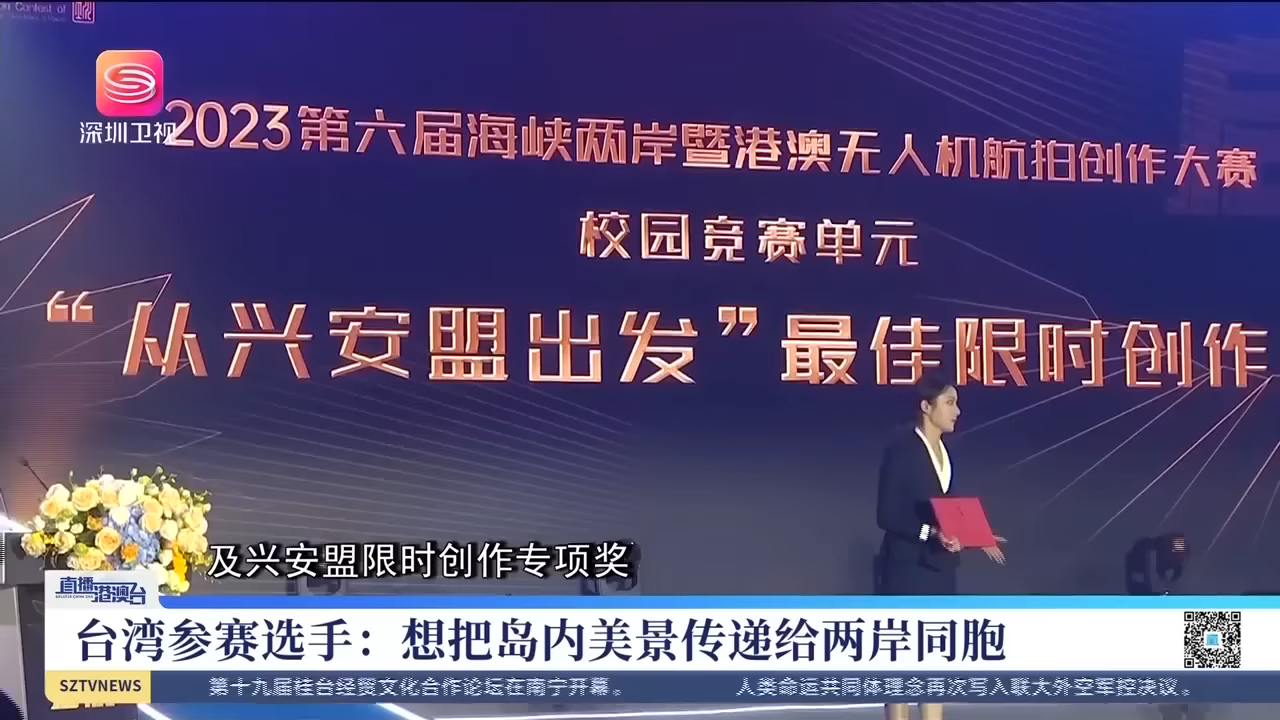 on Contest of
深圳卫视
2023第六届海峡两岸暨港澳无人机航拍创作大赛
校园竞赛单元
“从兴安盟出发”最佳限时创作
及兴安盟限时创作专项奖
直播港澳台
台湾参赛选手：想把岛内美景传递给两岸同胞
SZTVNEWS
第十九届桂台经贸文化合作论坛在南宁开幕。
人类命运共同体理念再次写入联大外空军控决议。